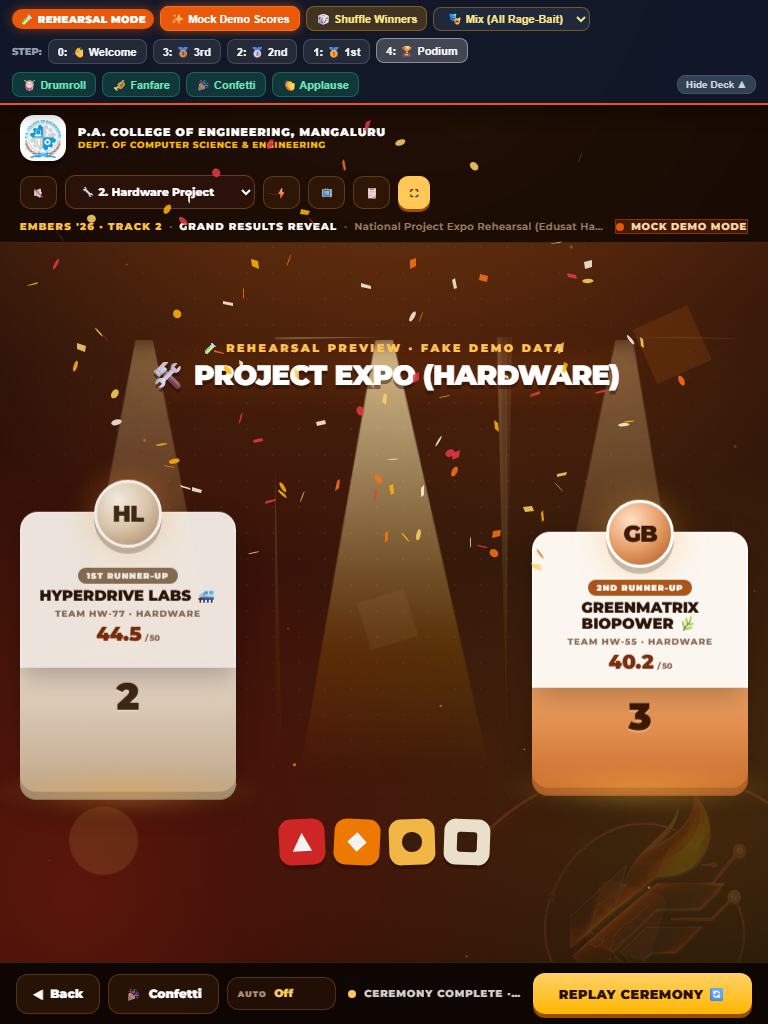 🧪 REHEARSAL MODE ✨ Mock Demo Scores 🎲 Shuffle Winners 🎭 Mix (All Rage-Bait)
STEP: 0: 👋 Welcome 3: 🥉 3rd 2: 🥈 2nd 1: 🥇 1st 4: 🏆 Podium
🥁 Drumroll 🎺 Fanfare 🎉 Confetti 👏 Applause Hide Deck ▲
P.A. COLLEGE OF ENGINEERING, MANGALURU
DEPT. OF COMPUTER SCIENCE & ENGINEERING
🔧 2. Hardware Project
EMBERS '26 • TRACK 2 · GRAND RESULTS REVEAL · National Project Expo Rehearsal (Edusat Ha... MOCK DEMO MODE
🧪 REHEARSAL PREVIEW • FAKE DEMO DATA
🛠️ PROJECT EXPO (HARDWARE)
HL
1ST RUNNER-UP
HYPERDRIVE LABS 🚙
TEAM HW-77 • HARDWARE
44.5 /50
2
GB
2ND RUNNER-UP
GREENMATRIX
BIOPOWER 🌿
TEAM HW-55 • HARDWARE
40.2 /50
3
◀ Back 🎉 Confetti AUTO Off CEREMONY COMPLETE ·... REPLAY CEREMONY 🔄